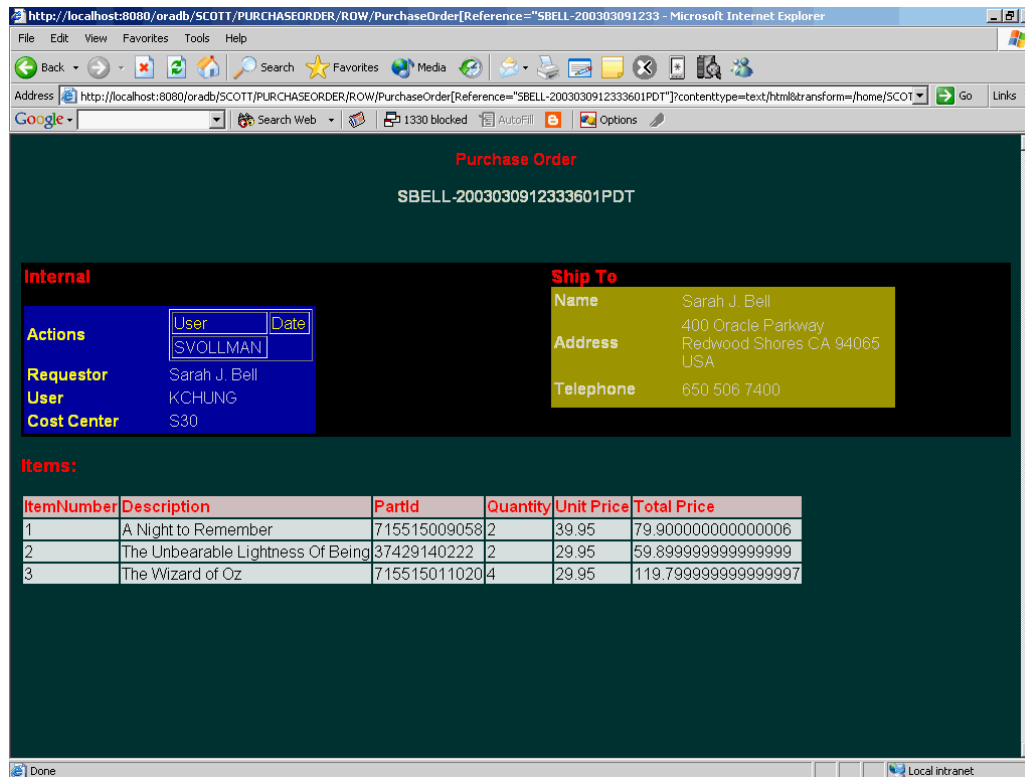 http://localhost:8080/oradb/SCOTT/PURCHASEORDER/ROW/PurchaseOrder[Reference="SBELL-200303091233 - Microsoft Internet Explorer
File Edit View Favorites Tools Help
Back Search Favorites Media
Address http://localhost:8080/oradb/SCOTT/PURCHASEORDER/ROW/PurchaseOrder[Reference="SBELL-2003030912333601PDT"]?contenttype=text/html&transform=/home/SCOT Go Links
Google Search Web 1330 blocked AutoFill Options
Purchase Order
SBELL-2003030912333601PDT
Internal
Actions User Date
SVOLLMAN
Requestor Sarah J. Bell
User KCHUNG
Cost Center S30
Ship To
Name Sarah J. Bell
Address 400 Oracle Parkway
Redwood Shores CA 94065
USA
Telephone 650 506 7400
Items:
ItemNumber Description PartId Quantity Unit Price Total Price
1 A Night to Remember 715515009058 2 39.95 79.900000000000006
2 The Unbearable Lightness Of Being 37429140222 2 29.95 59.899999999999999
3 The Wizard of Oz 715515011020 4 29.95 119.799999999999997
Done Local intranet